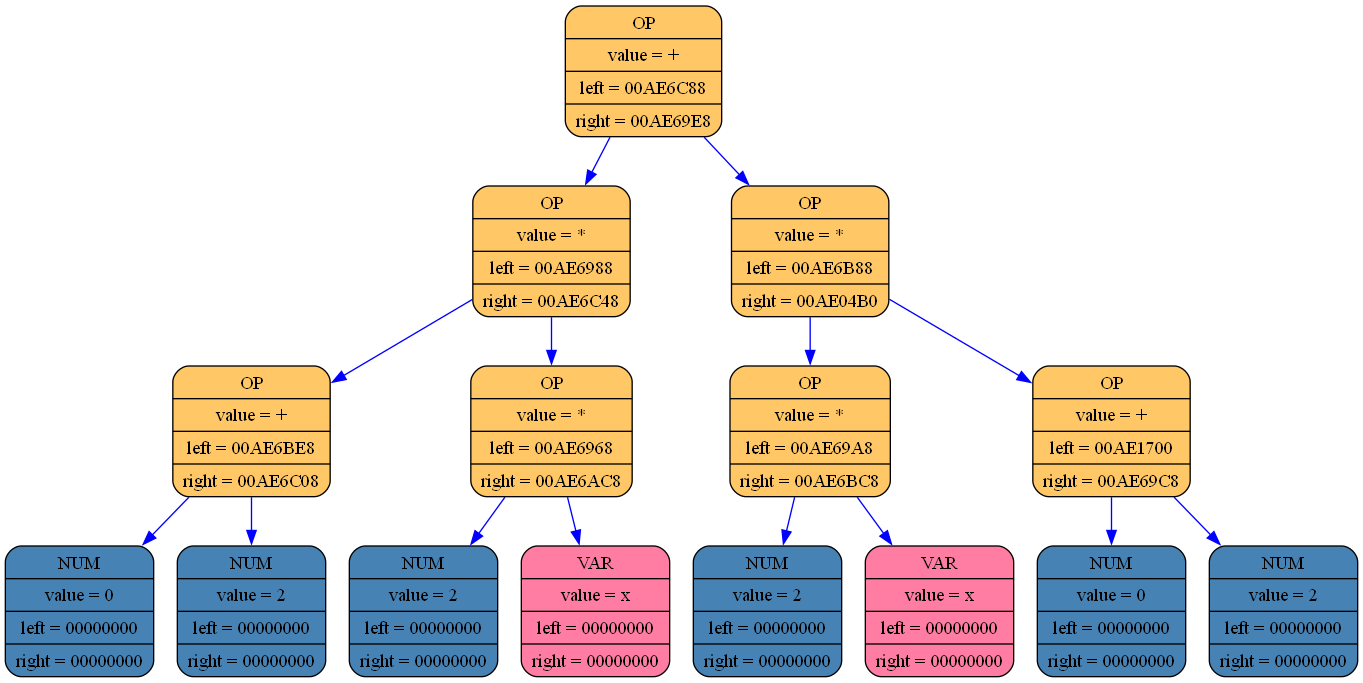 OP
value = +
left = 00AE6C88
right = 00AE69E8
OP
value = *
left = 00AE6988
right = 00AE6C48
OP
value = *
left = 00AE6B88
right = 00AE04B0
OP
value = +
left = 00AE6BE8
right = 00AE6C08
OP
value = *
left = 00AE6968
right = 00AE6AC8
OP
value = *
left = 00AE69A8
right = 00AE6BC8
OP
value = +
left = 00AE1700
right = 00AE69C8
NUM
value = 0
left = 00000000
right = 00000000
NUM
value = 2
left = 00000000
right = 00000000
NUM
value = 2
left = 00000000
right = 00000000
VAR
value = x
left = 00000000
right = 00000000
NUM
value = 2
left = 00000000
right = 00000000
VAR
value = x
left = 00000000
right = 00000000
NUM
value = 0
left = 00000000
right = 00000000
NUM
value = 2
left = 00000000
right = 00000000